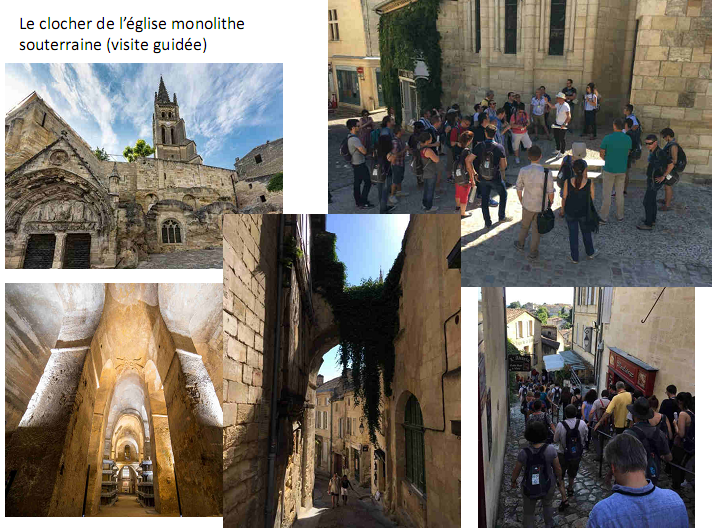 Le clocher de l'église monolithe
souterraine (visite guidée)